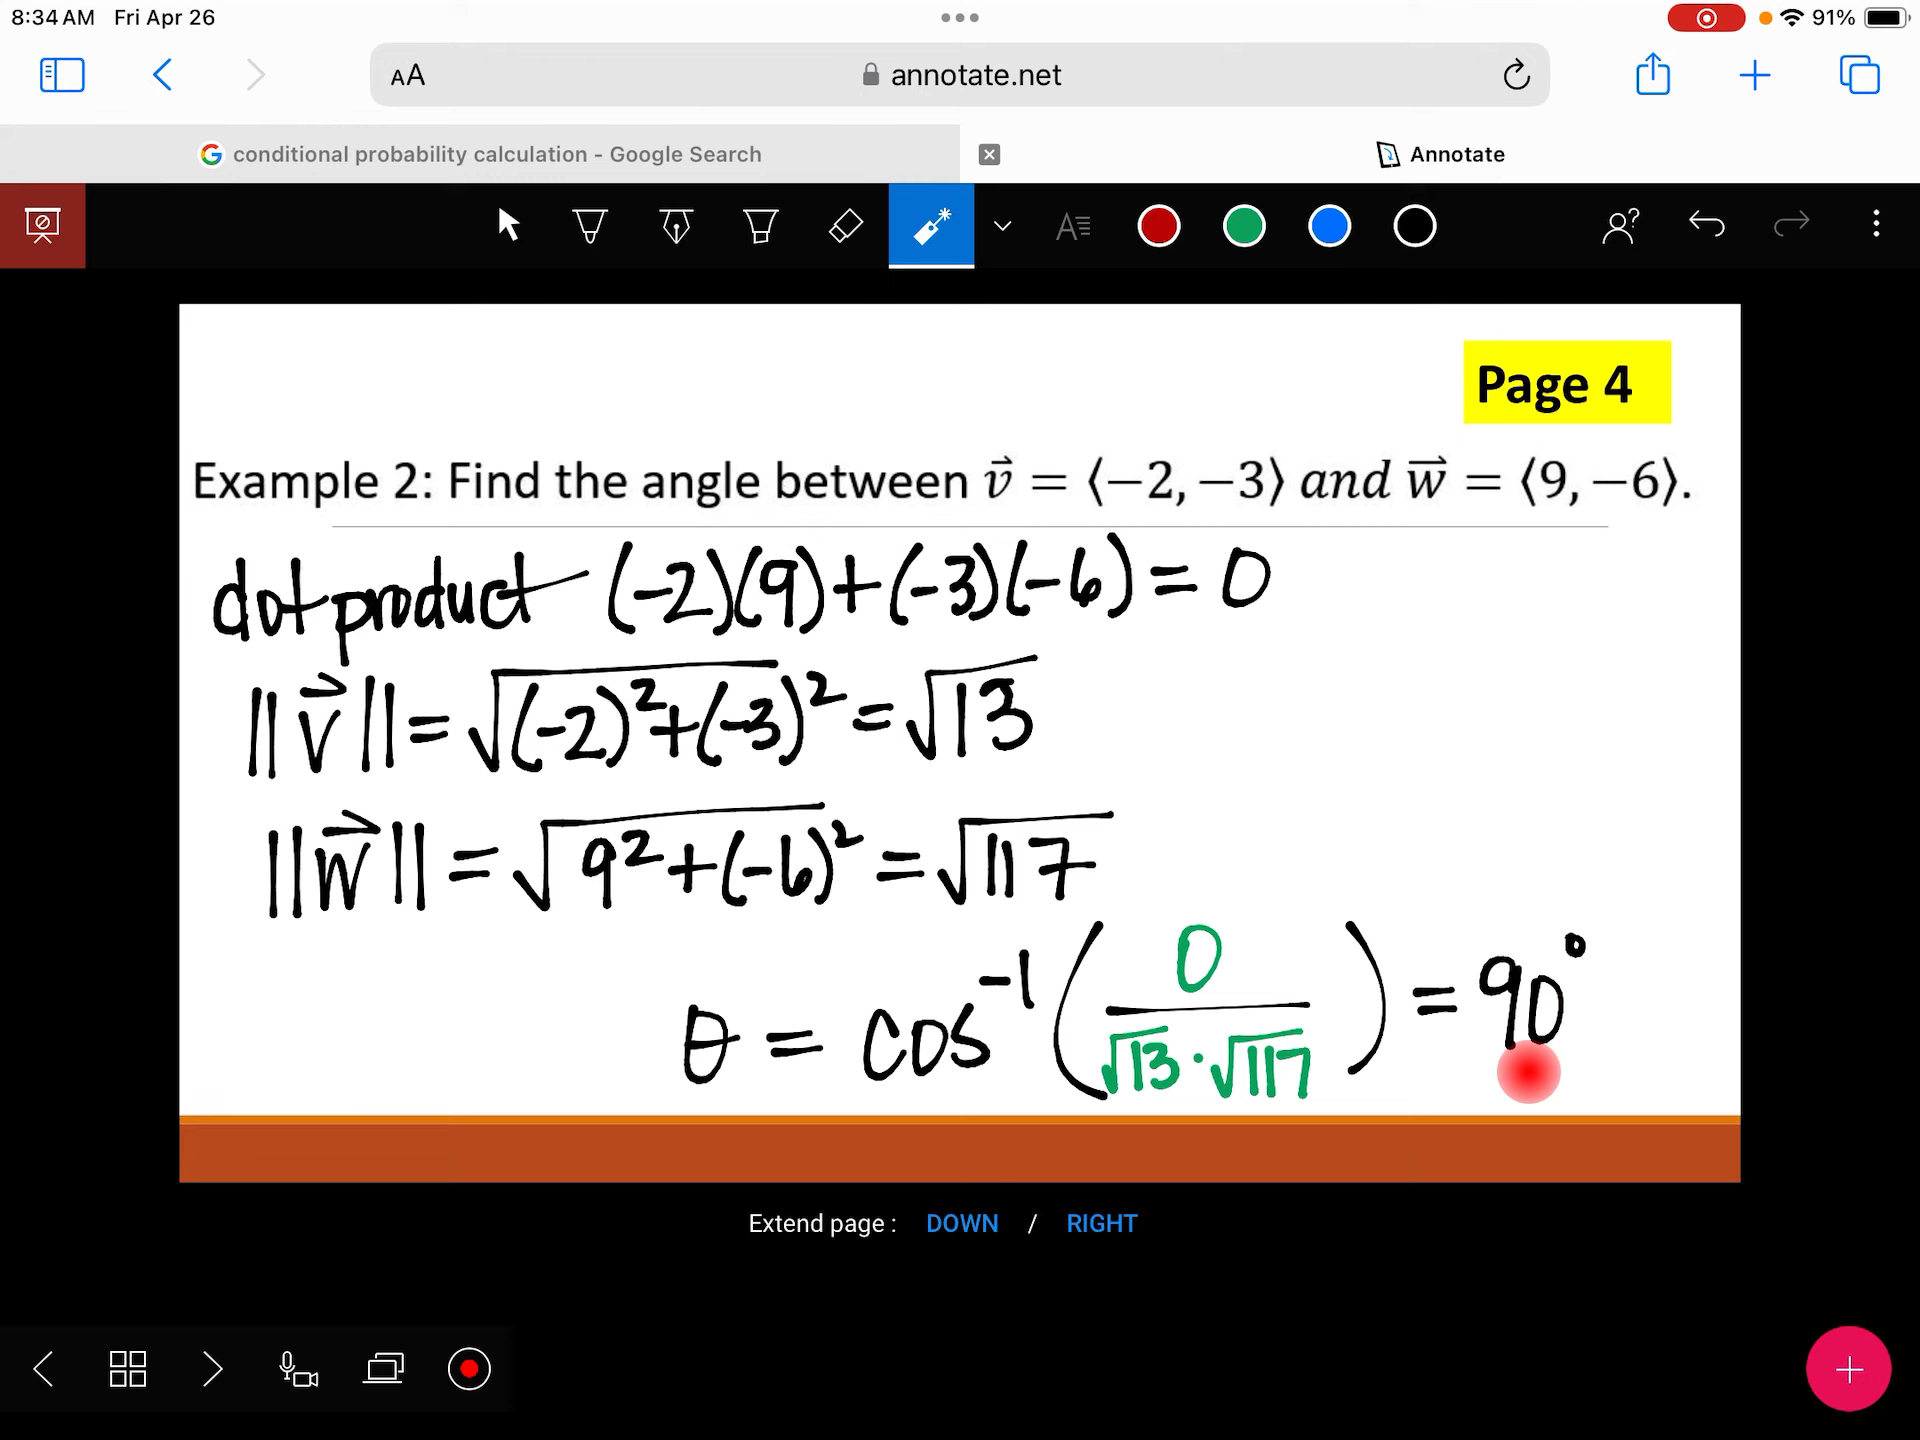 8:34 AM Fri Apr 26
91%
AA annotate.net
conditional probability calculation - Google Search
Annotate
Page 4
Example 2: Find the angle between v⃗ = ⟨−2, −3⟩ and w⃗ = ⟨9, −6⟩.
dot product (-2)(9)+(-3)(-6) = 0
||v⃗|| = √((-2)²+(-3)²) = √13
||w⃗|| = √(9²+(-6)²) = √117
θ = cos⁻¹(0/(√13·√117)) = 90°
Extend page : DOWN / RIGHT